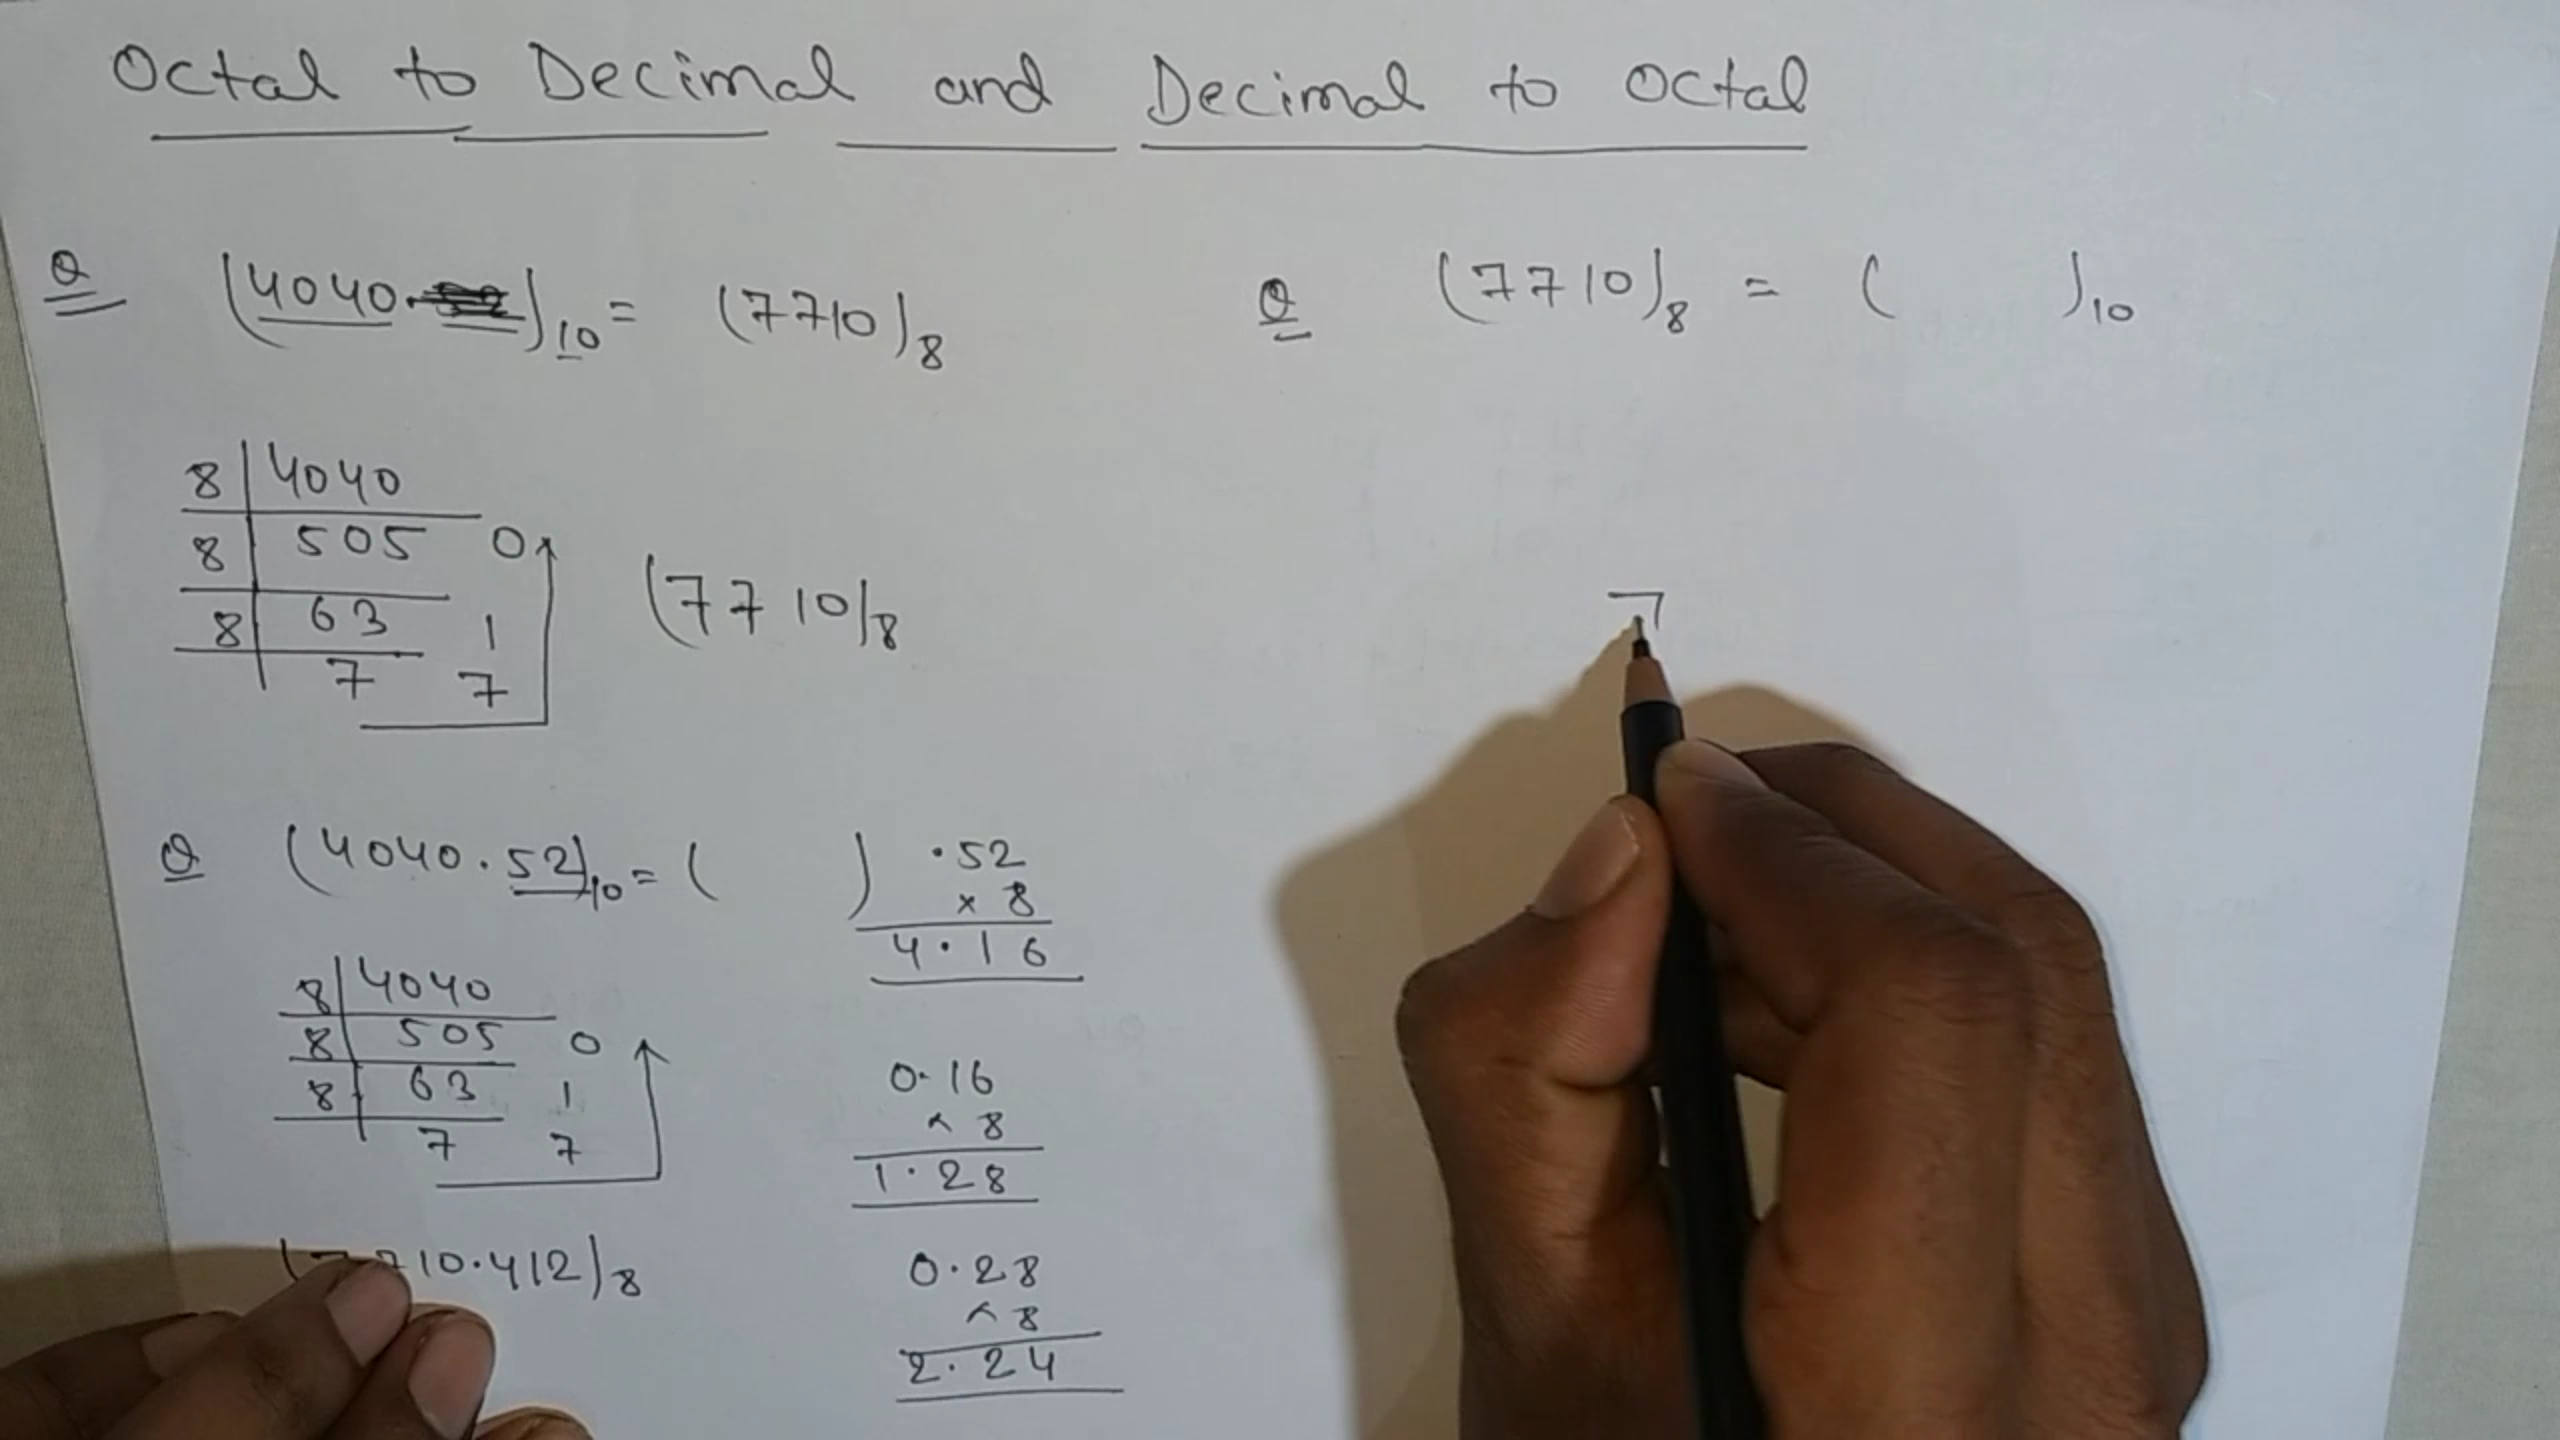 Octal to Decimal and Decimal to Octal
Q (4040. )10 = (7710)8
8 4040
8 505 0
8 63 1
7 7
(7710)8
Q (4040.52)10 = ( )
8 4040
8 505 0
8 63 1
7 7
10.412)8
.52
× 8
4.16
0.16
× 8
1.28
0.28
× 8
2.24
Q (7710)8 = ( )10
7